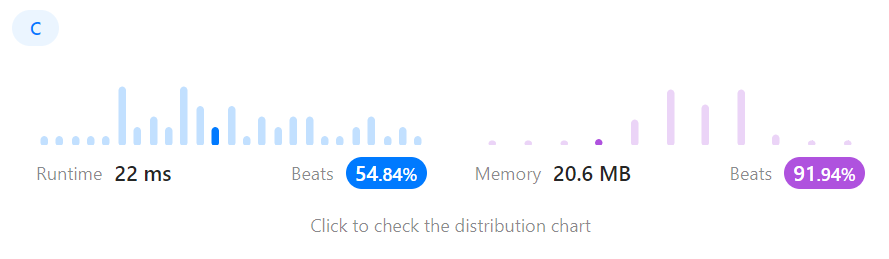 C
Runtime 22 ms Beats 54.84% Memory 20.6 MB Beats 91.94%
Click to check the distribution chart